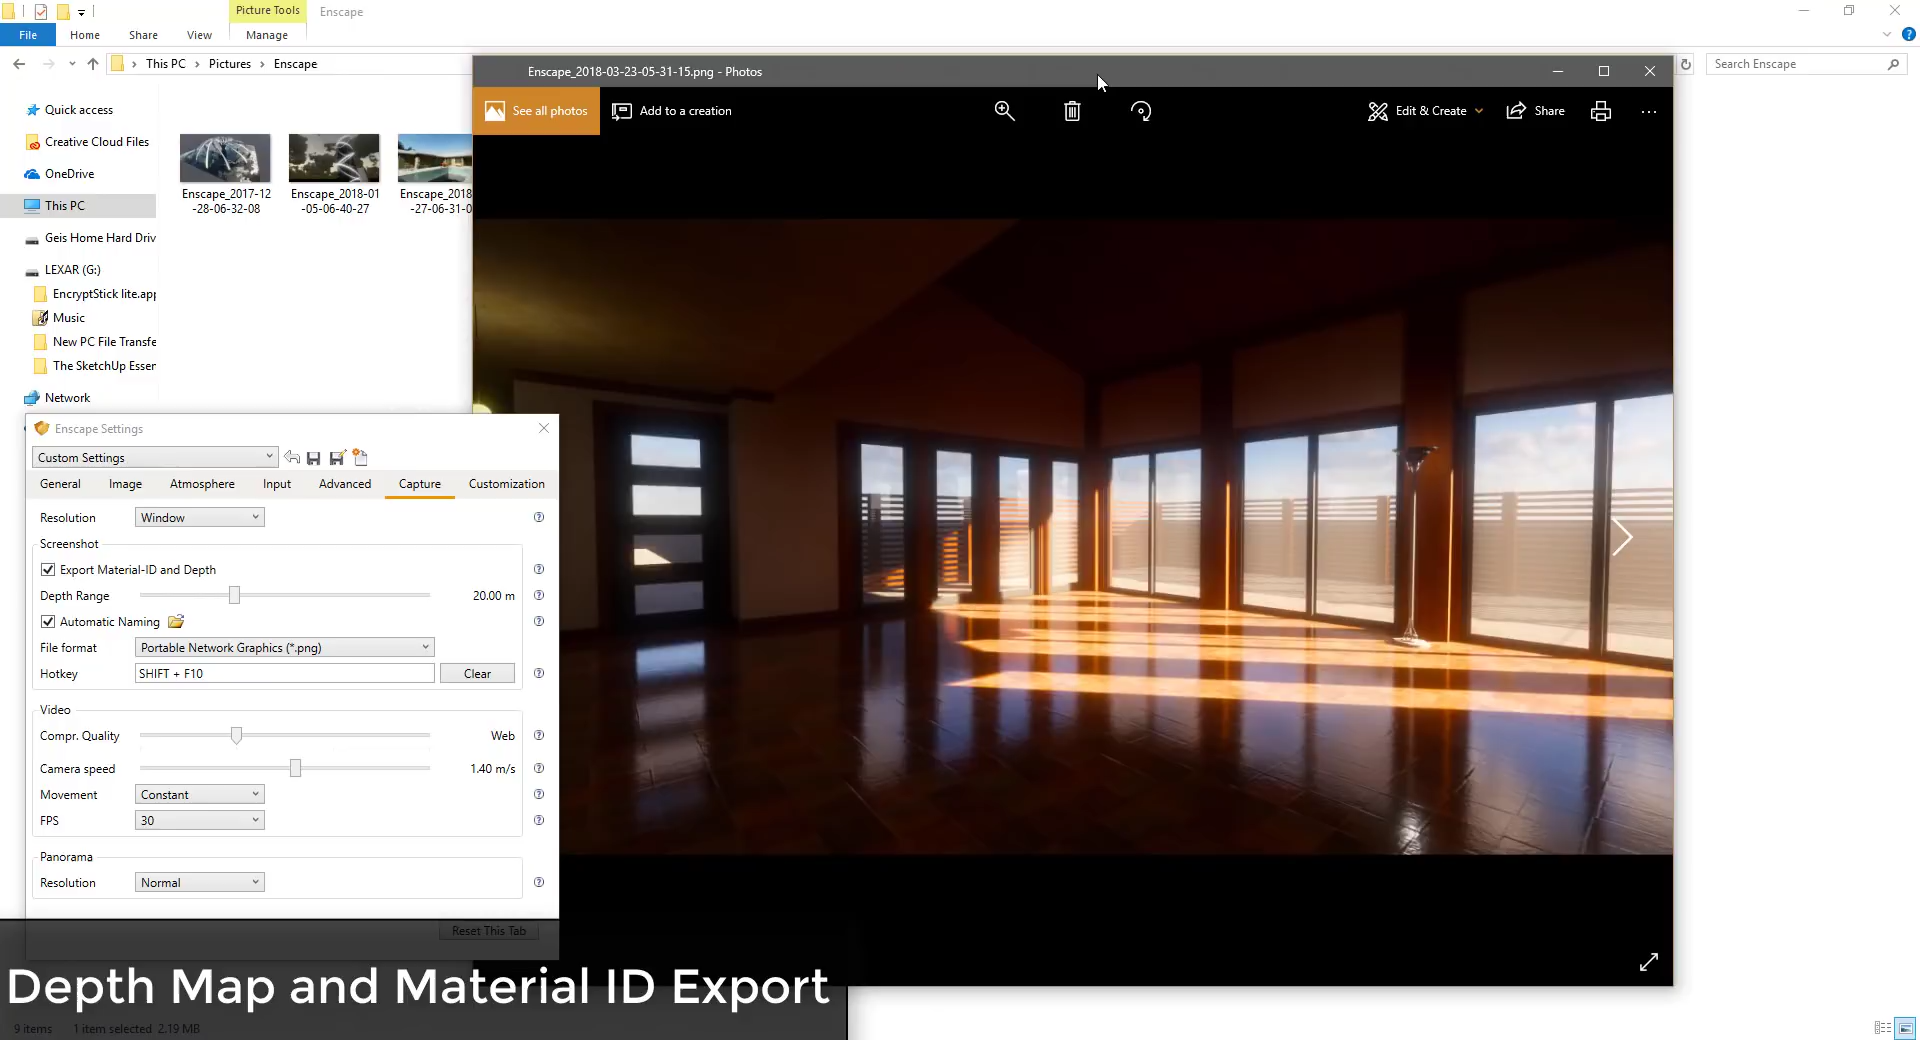 Picture Tools
Enscape
File
Home
Share
View
Manage
This PC
Pictures
Enscape
Search Enscape
Quick access
Creative Cloud Files
OneDrive
This PC
Geis Home Hard Driv
LEXAR (G:)
EncryptStick lite.app
Music
New PC File Transfe
The SketchUp Essen
Network
Enscape_2017-12
-28-06-32-08
Enscape_2018-01
-05-06-40-27
Enscape_2018
-27-06-31-0
Enscape_2018-03-23-05-31-15.png - Photos
See all photos
Add to a creation
Edit & Create
Share
Enscape Settings
Custom Settings
General
Image
Atmosphere
Input
Advanced
Capture
Customization
Resolution
Window
Screenshot
Export Material-ID and Depth
Depth Range
20.00 m
Automatic Naming
File format
Portable Network Graphics (*.png)
Hotkey
SHIFT + F10
Clear
Video
Compr. Quality
Web
Camera speed
1.40 m/s
Movement
Constant
FPS
30
Panorama
Resolution
Normal
Reset This Tab
Depth Map and Material ID Export
9 items
1 item selected 2.19 MB